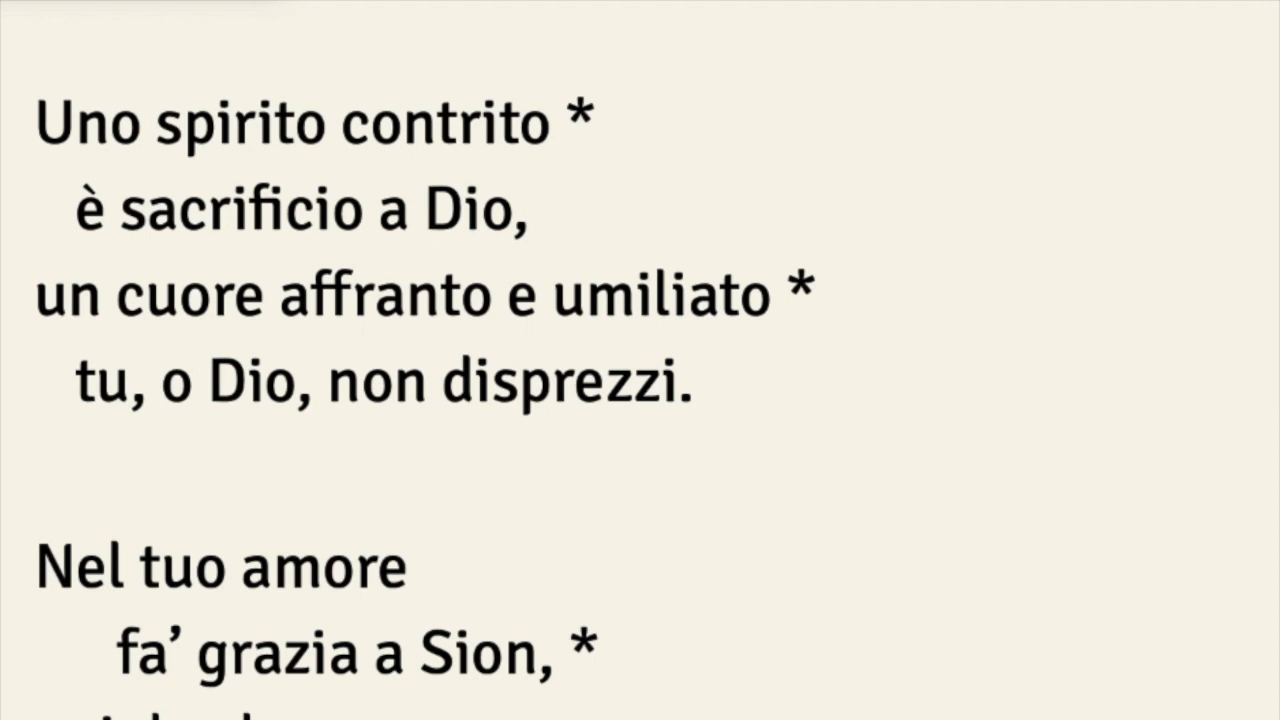 Uno spirito contrito *
è sacrificio a Dio,
un cuore affranto e umiliato *
tu, o Dio, non disprezzi.
Nel tuo amore
fa’ grazia a Sion, *